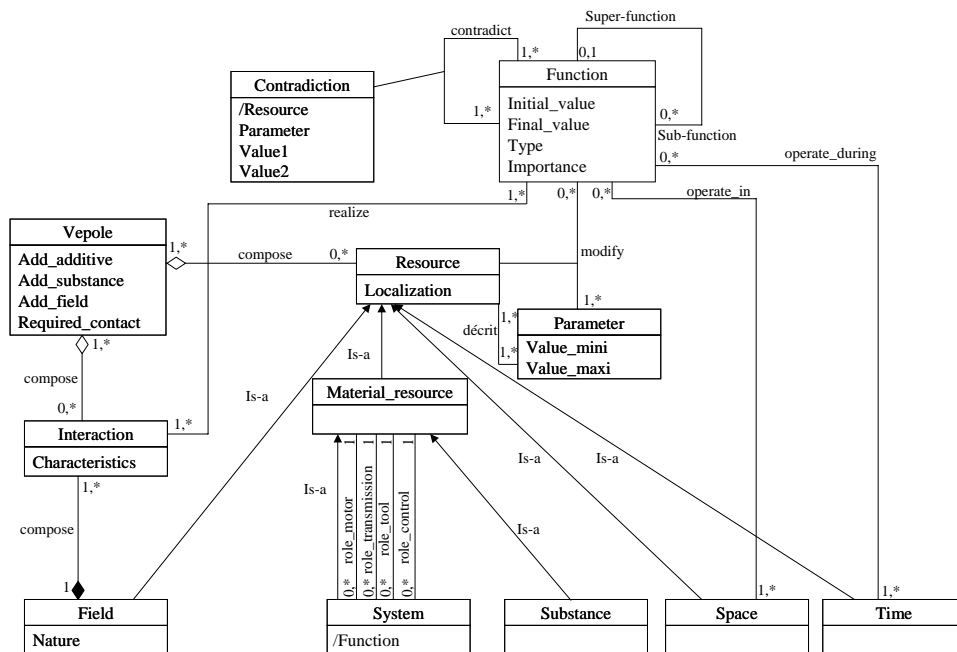 Super-function
contradict
1,*
0,1
Function
Contradiction
/Resource
Parameter
Value1
Value2
1,*
Initial_value
Final_value
Type
Importance
0,*
Sub-function
0,*
operate_during
1,*
0,*
0,*
operate_in
realize
Vepole
Add_additive
Add_substance
Add_field
Required_contact
1,*
compose
0,*
Resource
Localization
modify
1,*
Parameter
Value_mini
Value_maxi
1,*
décrit
1,*
1,*
compose
0,*
Interaction
Characteristics
1,*
Is-a
Is-a
Material_resource
1,*
compose
1
Is-a
1
role_motor
0,*
1
role_transmission
0,*
1
role_tool
0,*
1
role_control
0,*
Is-a
Is-a
Is-a
1,*
1,*
Field
Nature
System
/Function
Substance
Space
Time